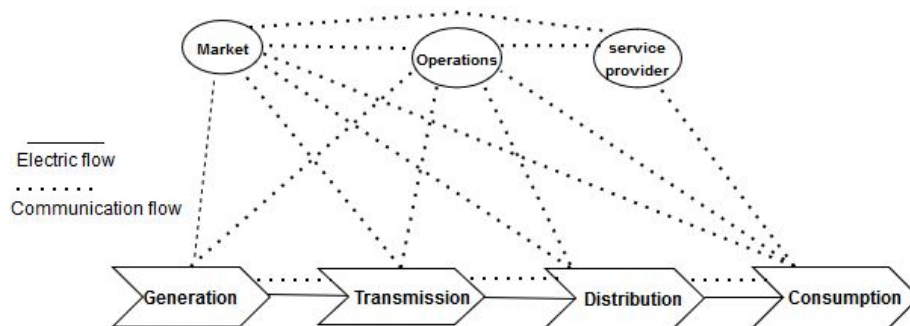 Market
Operations
service
provider
Electric flow
Communication flow
Generation
Transmission
Distribution
Consumption